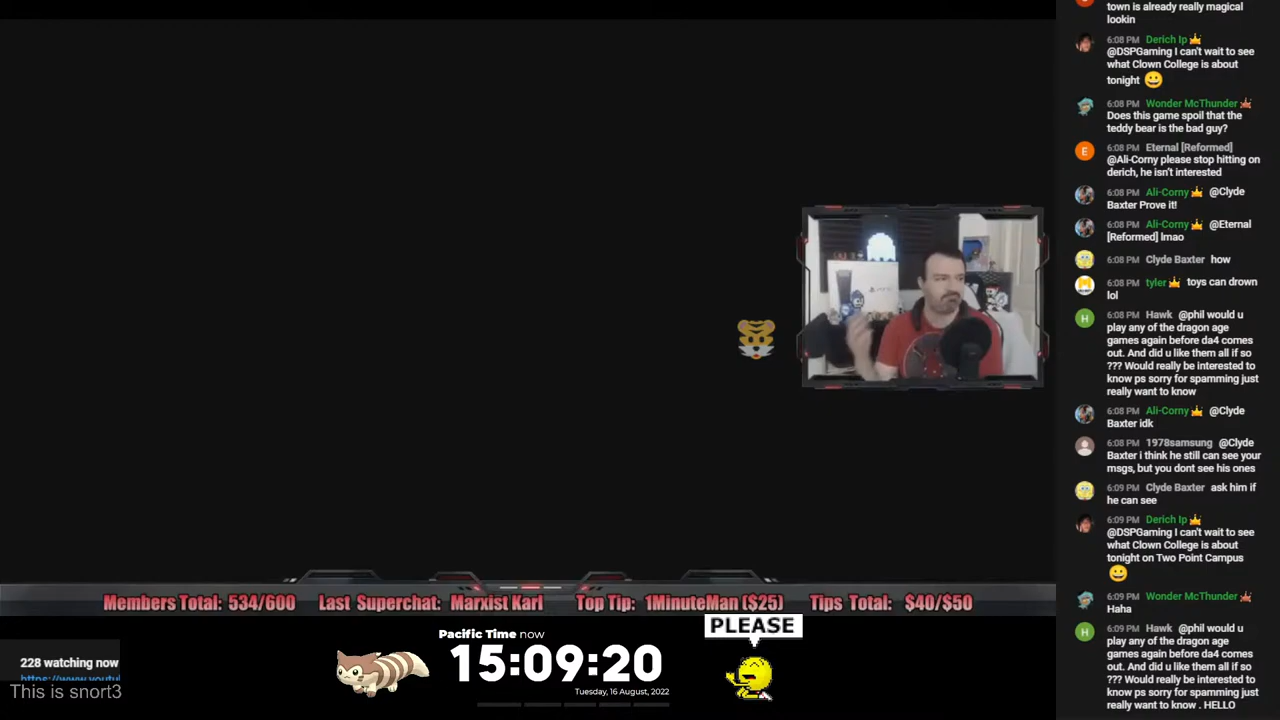 town is already really magical
lookin
6:08 PM Derich Ip
@DSPGaming I can't wait to see
what Clown College is about
tonight
6:08 PM Wonder McThunder
Does this game spoil that the
teddy bear is the bad guy?
6:08 PM Eternal [Reformed]
@Ali-Corny please stop hitting on
derich, he isn't interested
6:08 PM Ali-Corny @Clyde
Baxter Prove it!
6:08 PM Ali-Corny @Eternal
[Reformed] lmao
6:08 PM Clyde Baxter how
6:08 PM tyler toys can drown
lol
6:08 PM Hawk @phil would u
play any of the dragon age
games again before da4 comes
out. And did u like them all if so
??? Would really be interested to
know ps sorry for spamming just
really want to know
6:08 PM Ali-Corny @Clyde
Baxter idk
6:08 PM 1978samsung @Clyde
Baxter i think he still can see your
msgs, but you dont see his ones
6:09 PM Clyde Baxter ask him if
he can see
6:09 PM Derich Ip
@DSPGaming I can't wait to see
what Clown College is about
tonight on Two Point Campus
6:09 PM Wonder McThunder
Haha
6:09 PM Hawk @phil would u
play any of the dragon age
games again before da4 comes
out. And did u like them all if so
??? Would really be interested to
know ps sorry for spamming just
really want to know . HELLO
Members Total: 534/600 Last Superchat: Marxist Karl Top Tip: 1MinuteMan ($25) Tips Total: $40/$50
Pacific Time now
15:09:20
Tuesday, 16 August, 2022
PLEASE
228 watching now
This is snort3